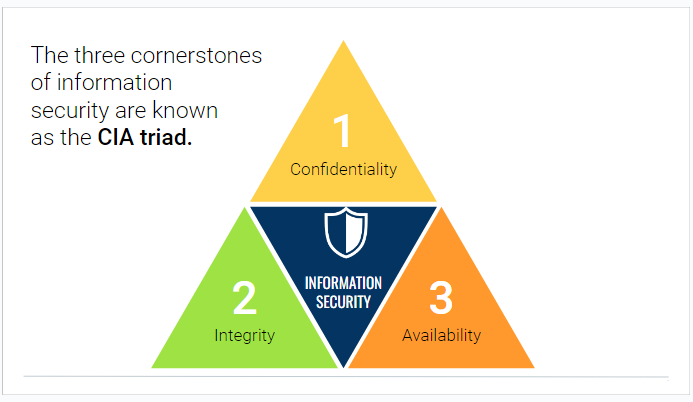 The three cornerstones
of information
security are known
as the CIA triad.
1
Confidentiality
INFORMATION
SECURITY
2
Integrity
3
Availability